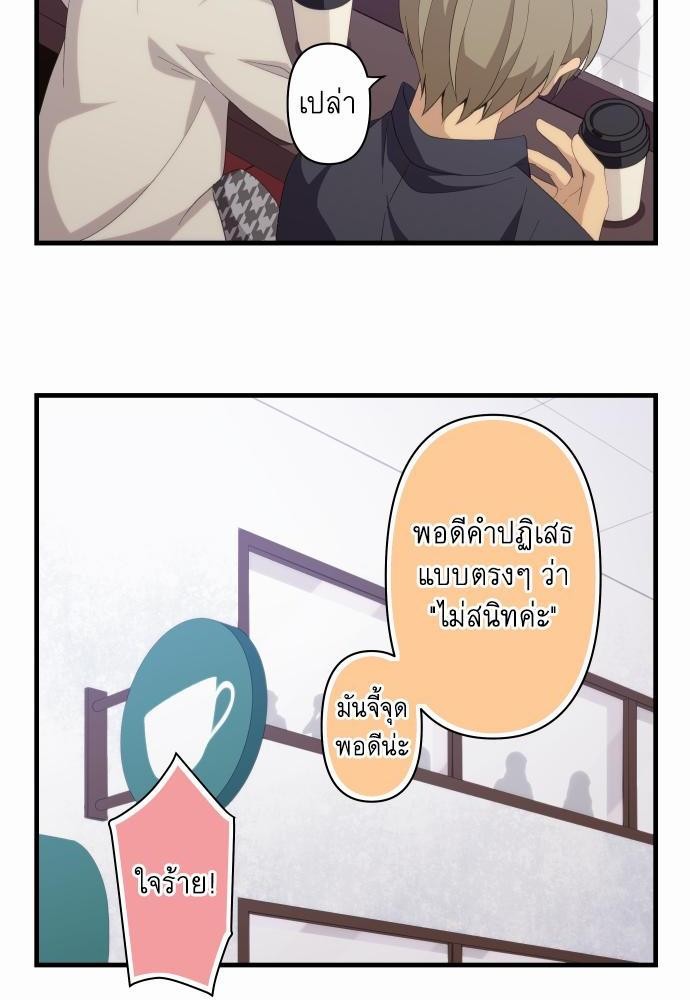 เปล่า
พอดีคำปฏิเสธ
แบบตรงๆ ว่า
"ไม่สนิทค่ะ"
มันจี้จุด
พอดีน่ะ
ใจร้าย!